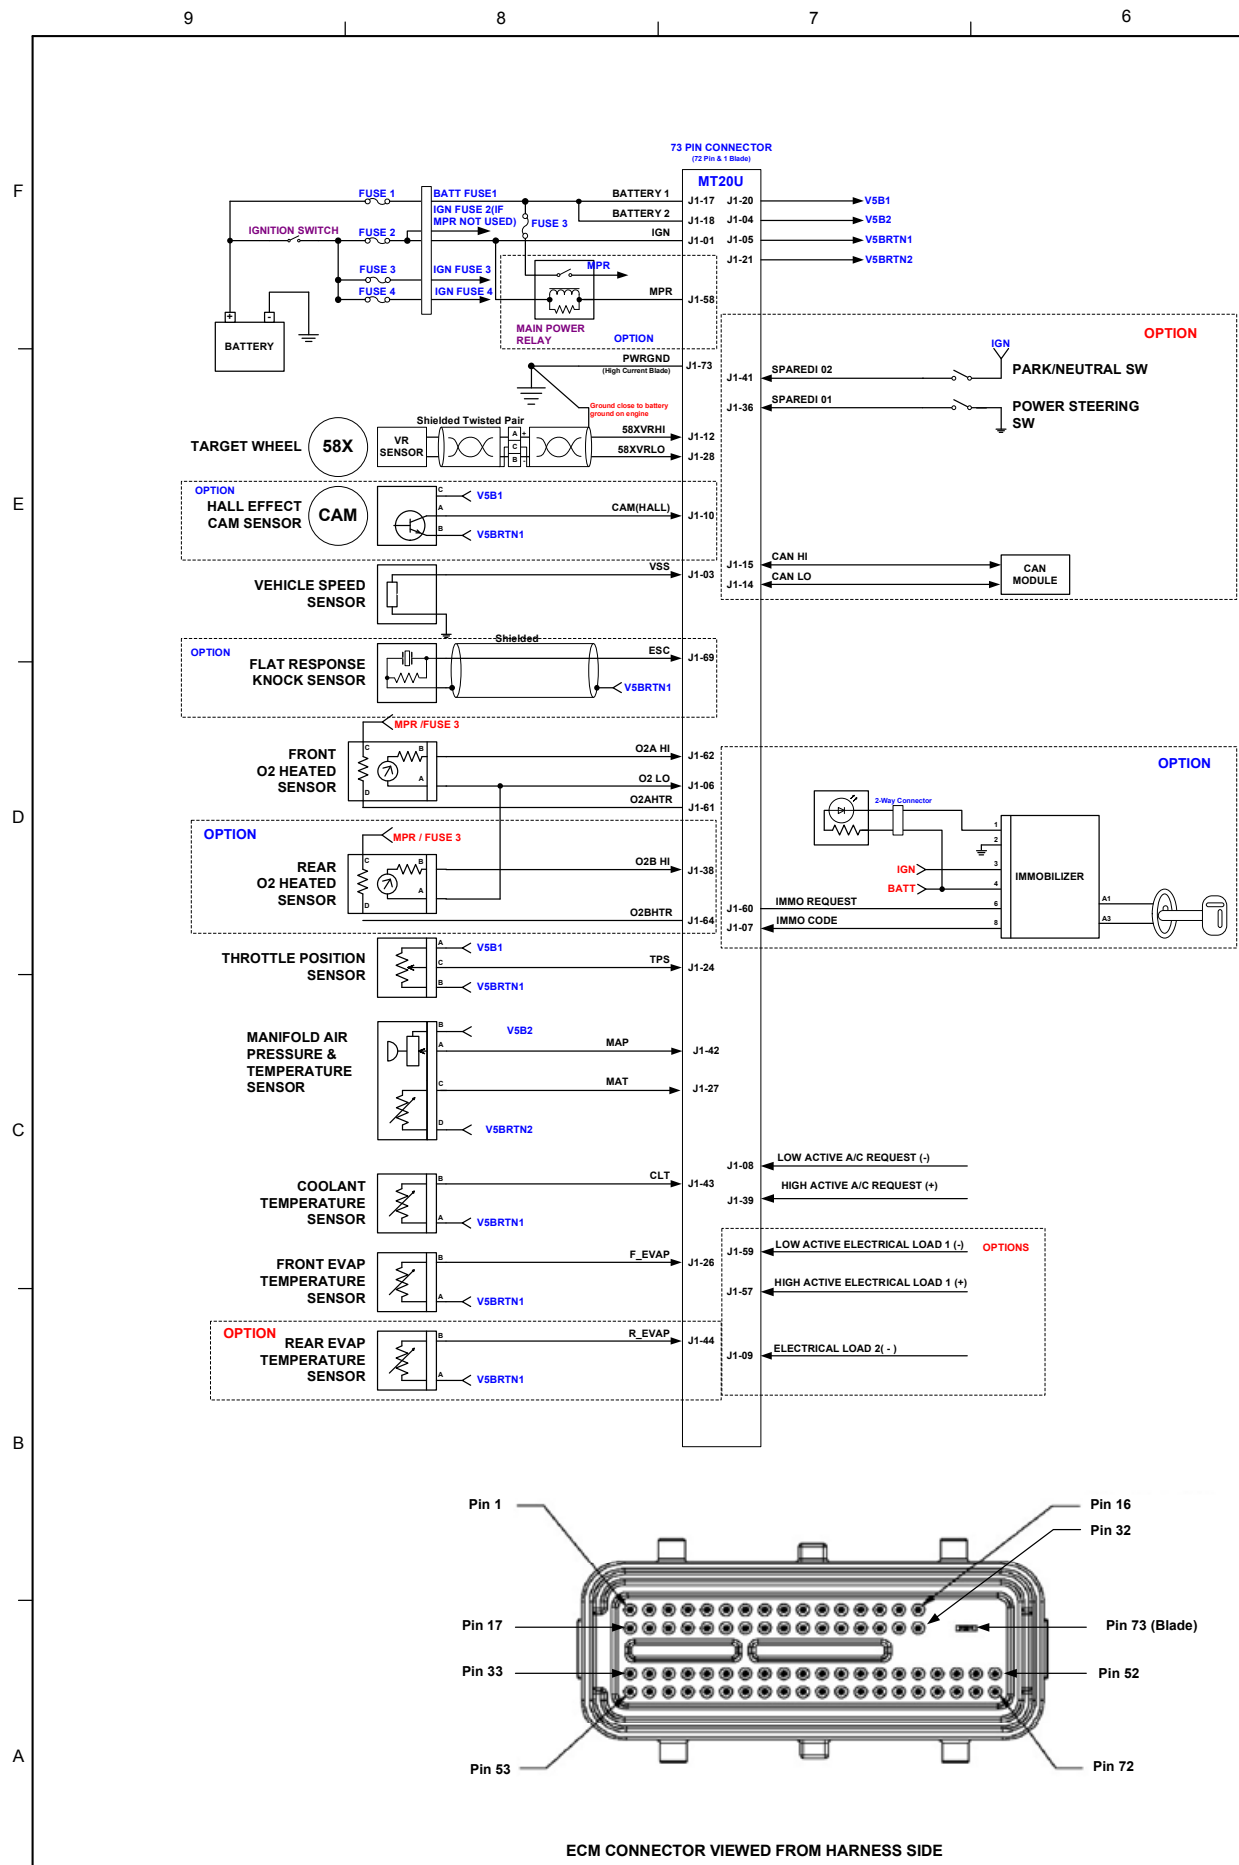 9
8
7
6
F
E
D
C
B
A
73 PIN CONNECTOR
(72 Pin & 1 Blade)
MT20U
FUSE 1
BATT FUSE1
BATTERY 1
J1-17
J1-20
V5B1
IGN FUSE 2(IF
MPR NOT USED)
FUSE 3
BATTERY 2
J1-18
J1-04
V5B2
IGNITION SWITCH
FUSE 2
IGN
J1-01
J1-05
V5BRTN1
J1-21
V5BRTN2
FUSE 3
IGN FUSE 3
MPR
FUSE 4
IGN FUSE 4
MPR
J1-58
+
-
BATTERY
MAIN POWER
RELAY
OPTION
PWRGND
(High Current Blade)
J1-73
Ground close to battery
ground on engine
OPTION
IGN
J1-41
SPAREDI 02
PARK/NEUTRAL SW
J1-36
SPAREDI 01
POWER STEERING
SW
TARGET WHEEL
58X
VR
SENSOR
Shielded Twisted Pair
A
+
C
B
-
58XVRHI
J1-12
58XVRLO
J1-28
OPTION
HALL EFFECT
CAM SENSOR
CAM
C
V5B1
A
CAM(HALL)
J1-10
B
V5BRTN1
J1-15
CAN HI
J1-14
CAN LO
CAN
MODULE
VEHICLE SPEED
SENSOR
VSS
J1-03
OPTION
FLAT RESPONSE
KNOCK SENSOR
Shielded
ESC
J1-69
V5BRTN1
MPR /FUSE 3
FRONT
O2 HEATED
SENSOR
C
B
A
D
O2A HI
J1-62
O2 LO
J1-06
O2AHTR
J1-61
OPTION
MPR / FUSE 3
REAR
O2 HEATED
SENSOR
C
B
A
D
O2B HI
J1-38
O2BHTR
J1-64
OPTION
2-Way Connector
1
2
IGN
3
BATT
4
IMMOBILIZER
J1-60
IMMO REQUEST
6
A1
J1-07
IMMO CODE
8
A3
THROTTLE POSITION
SENSOR
A
V5B1
C
TPS
J1-24
B
V5BRTN1
MANIFOLD AIR
PRESSURE &
TEMPERATURE
SENSOR
B
V5B2
A
MAP
J1-42
C
MAT
J1-27
D
V5BRTN2
J1-08
LOW ACTIVE A/C REQUEST (-)
J1-39
HIGH ACTIVE A/C REQUEST (+)
COOLANT
TEMPERATURE
SENSOR
B
CLT
J1-43
A
V5BRTN1
J1-59
LOW ACTIVE ELECTRICAL LOAD 1 (-)
OPTIONS
J1-57
HIGH ACTIVE ELECTRICAL LOAD 1 (+)
J1-09
ELECTRICAL LOAD 2( - )
FRONT EVAP
TEMPERATURE
SENSOR
B
F_EVAP
J1-26
A
V5BRTN1
OPTION
REAR EVAP
TEMPERATURE
SENSOR
B
R_EVAP
J1-44
A
V5BRTN1
Pin 1
Pin 16
Pin 32
Pin 17
Pin 73 (Blade)
Pin 33
Pin 52
Pin 53
Pin 72
ECM CONNECTOR VIEWED FROM HARNESS SIDE